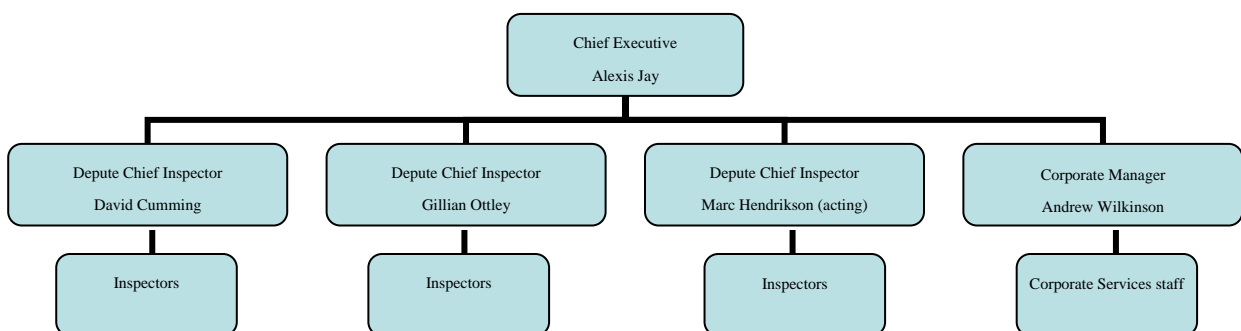 Chief Executive
Alexis Jay
Depute Chief Inspector
David Cumming
Depute Chief Inspector
Gillian Ottley
Depute Chief Inspector
Marc Hendrikson (acting)
Corporate Manager
Andrew Wilkinson
Inspectors
Inspectors
Inspectors
Corporate Services staff